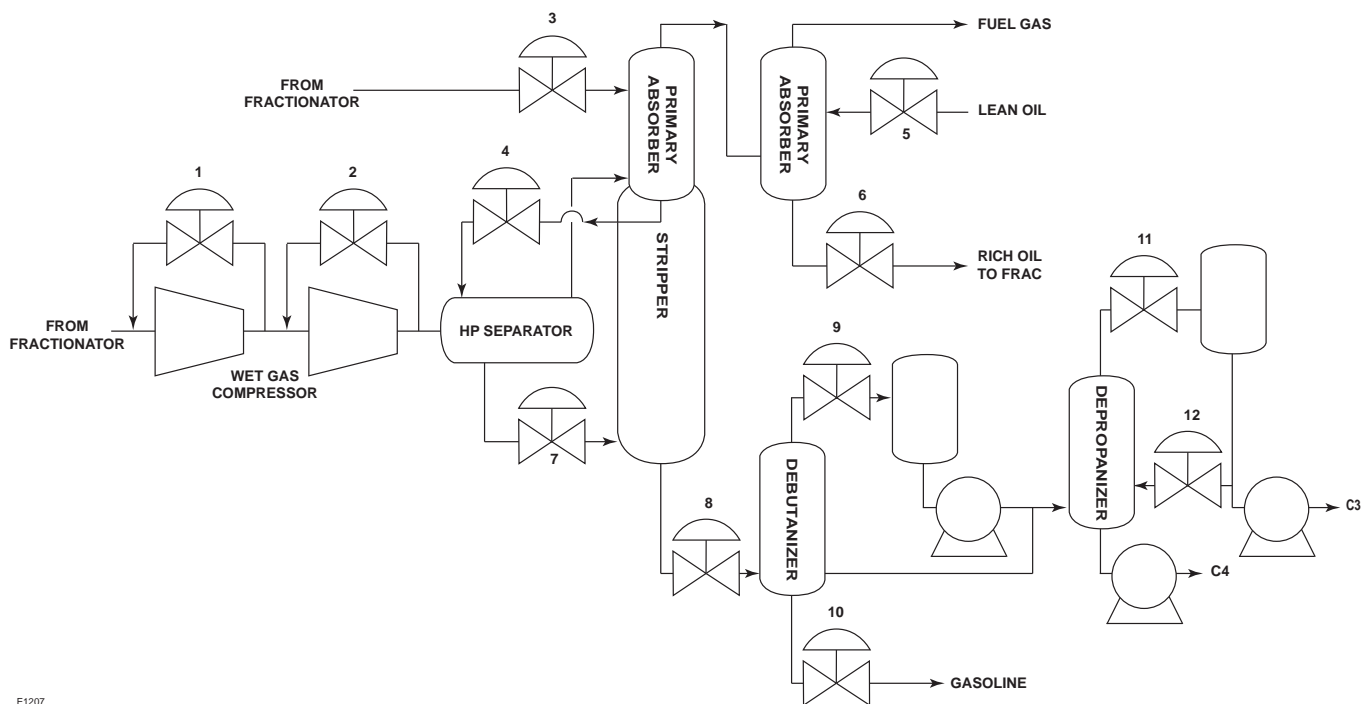 3
FUEL GAS
FROM
FRACTIONATOR
PRIMARY
ABSORBER
PRIMARY
ABSORBER
LEAN OIL
5
1
2
4
6
STRIPPER
RICH OIL
TO FRAC
11
FROM
FRACTIONATOR
HP SEPARATOR
WET GAS
COMPRESSOR
9
7
DEPROPANIZER
12
8
DEBUTANIZER
C3
C4
10
GASOLINE
E1207